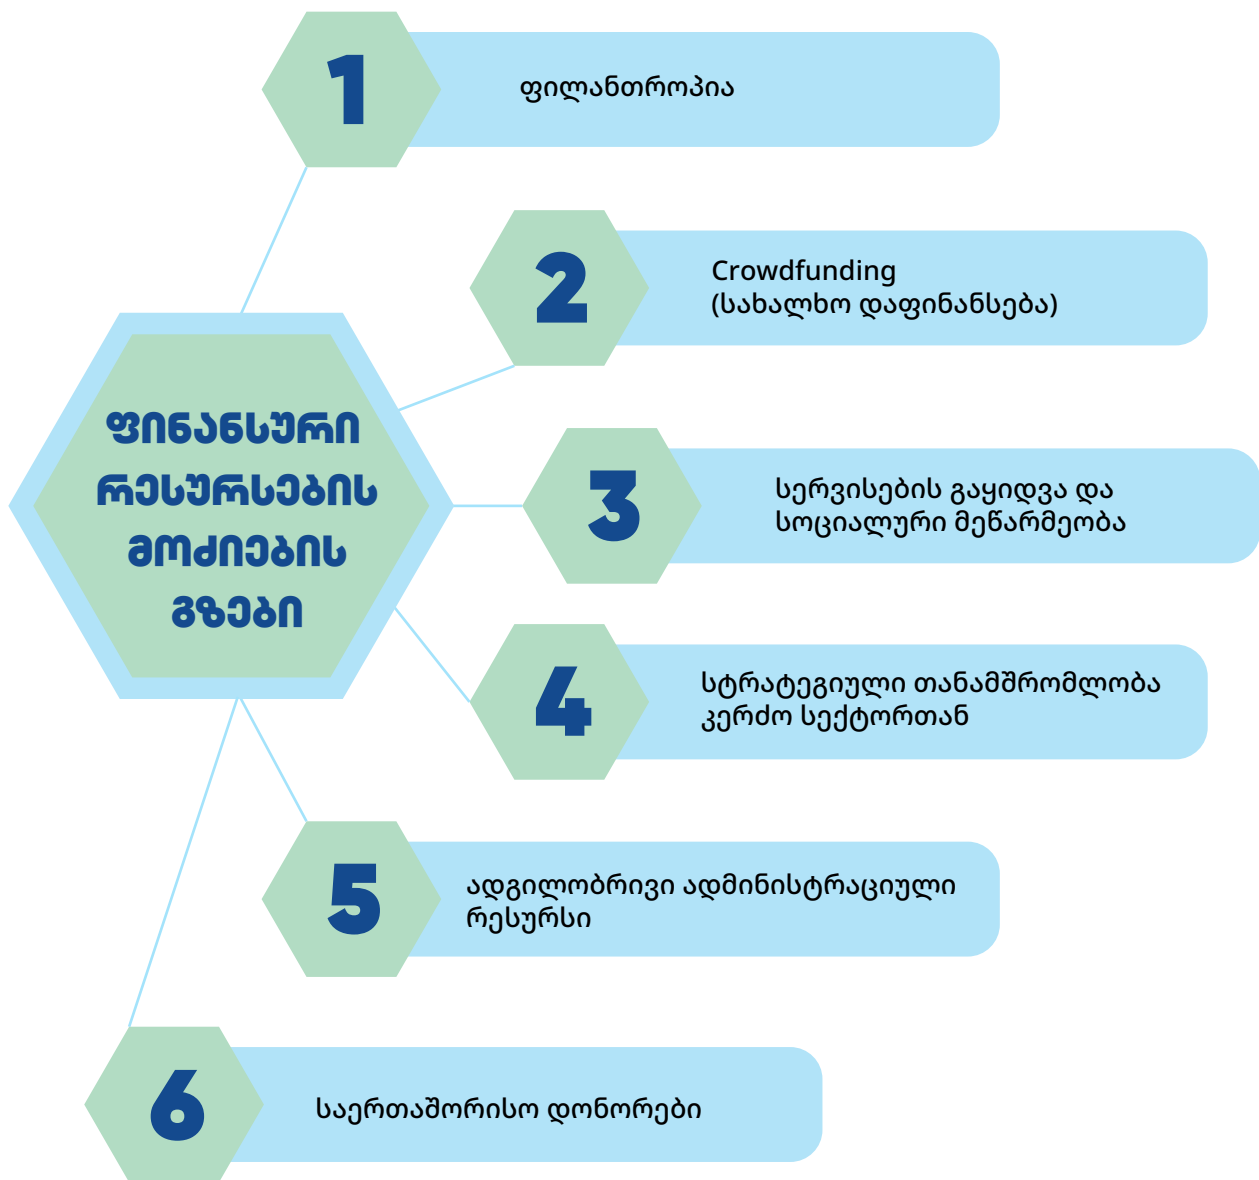 1
ფილანთროპია
2
Crowdfunding
(სახალხო დაფინანსება)
ფინანსური
რესურსების
მოძიების
გზები
3
სერვისების გაყიდვა და
სოციალური მეწარმეობა
4
სტრატეგიული თანამშრომლობა
კერძო სექტორთან
5
ადგილობრივი ადმინისტრაციული
რესურსი
6
საერთაშორისო დონორები